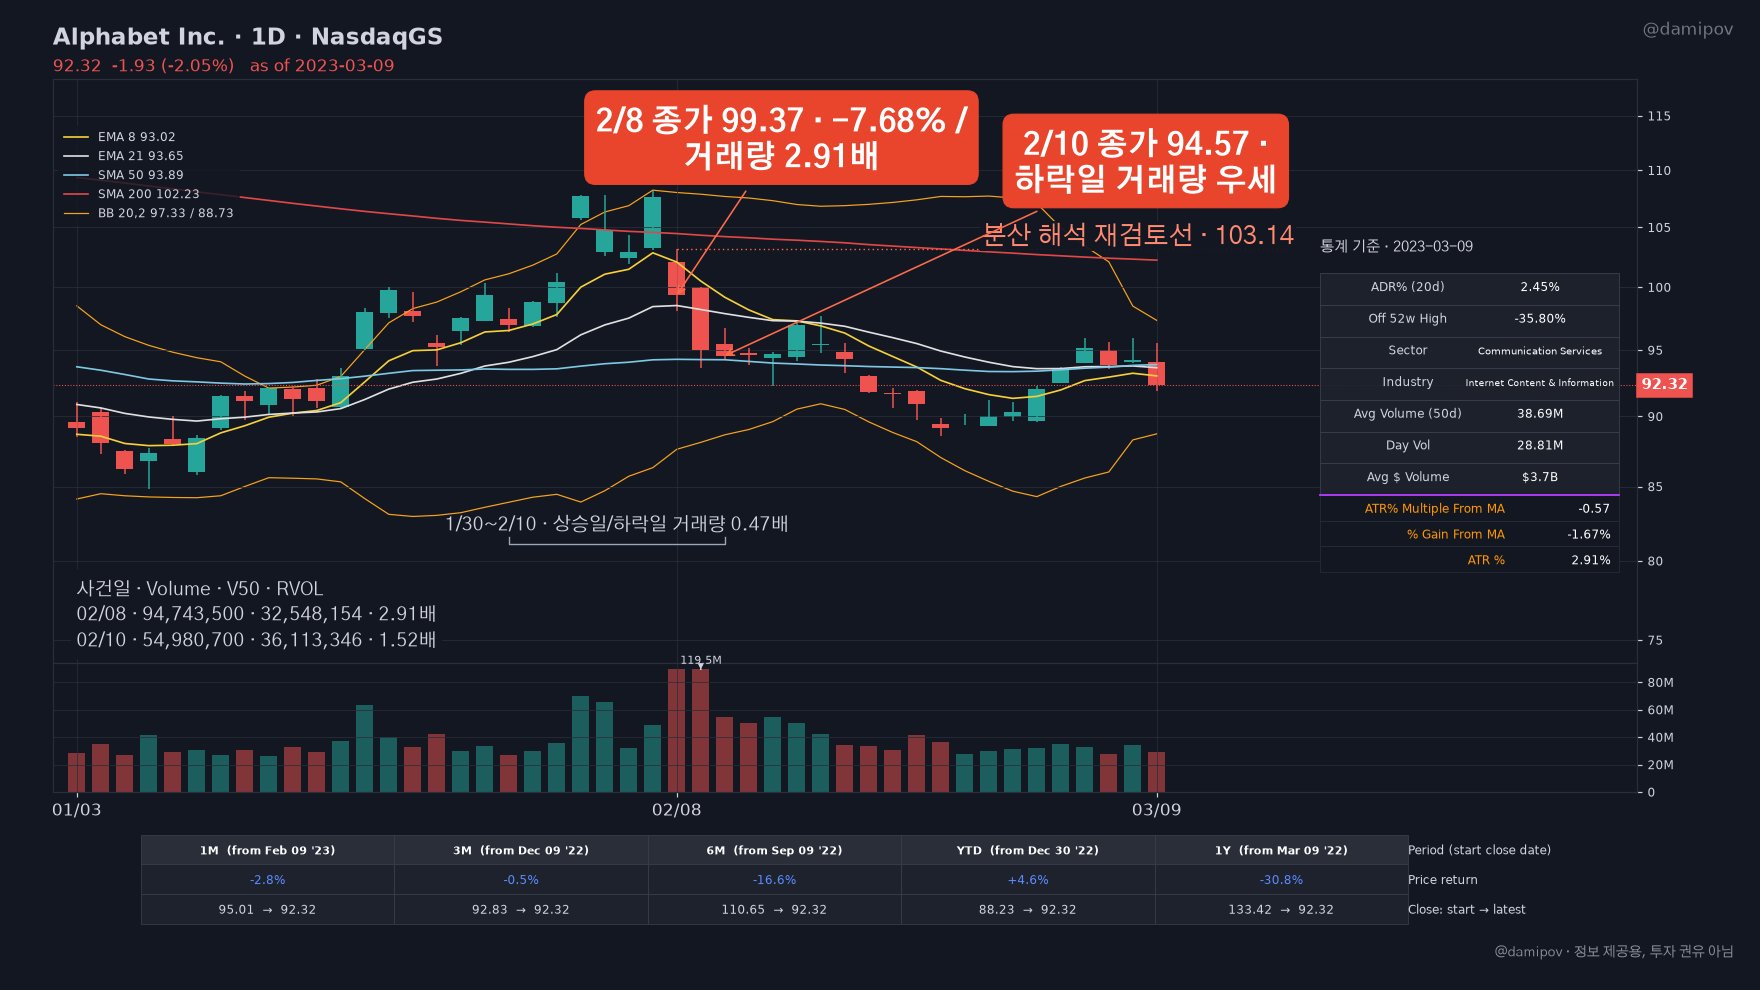 Alphabet Inc. · 1D · NasdaqGS
@damipov
92.32 -1.93 (-2.05%) as of 2023-03-09
2/8 종가 99.37 · −7.68% /
거래량 2.91배
2/10 종가 94.57 ·
하락일 거래량 우세
분산 해석 재검토선 · 103.14
EMA 8 93.02
EMA 21 93.65
SMA 50 93.89
SMA 200 102.23
BB 20,2 97.33 / 88.73
115
110
105
100
95
92.32
90
85
80
75
통계 기준 · 2023-03-09
ADR% (20d) 2.45%
Off 52w High -35.80%
Sector Communication Services
Industry Internet Content & Information
Avg Volume (50d) 38.69M
Day Vol 28.81M
Avg $ Volume $3.7B
ATR% Multiple From MA -0.57
% Gain From MA -1.67%
ATR % 2.91%
1/30~2/10 · 상승일/하락일 거래량 0.47배
사건일 · Volume · V50 · RVOL
02/08 · 94,743,500 · 32,548,154 · 2.91배
02/10 · 54,980,700 · 36,113,346 · 1.52배
119.5M
80M
60M
40M
20M
0
01/03 02/08 03/09
1M (from Feb 09 '23) 3M (from Dec 09 '22) 6M (from Sep 09 '22) YTD (from Dec 30 '22) 1Y (from Mar 09 '22) Period (start close date)
-2.8% -0.5% -16.6% +4.6% -30.8% Price return
95.01 → 92.32 92.83 → 92.32 110.65 → 92.32 88.23 → 92.32 133.42 → 92.32 Close: start → latest
@damipov · 정보 제공용, 투자 권유 아님